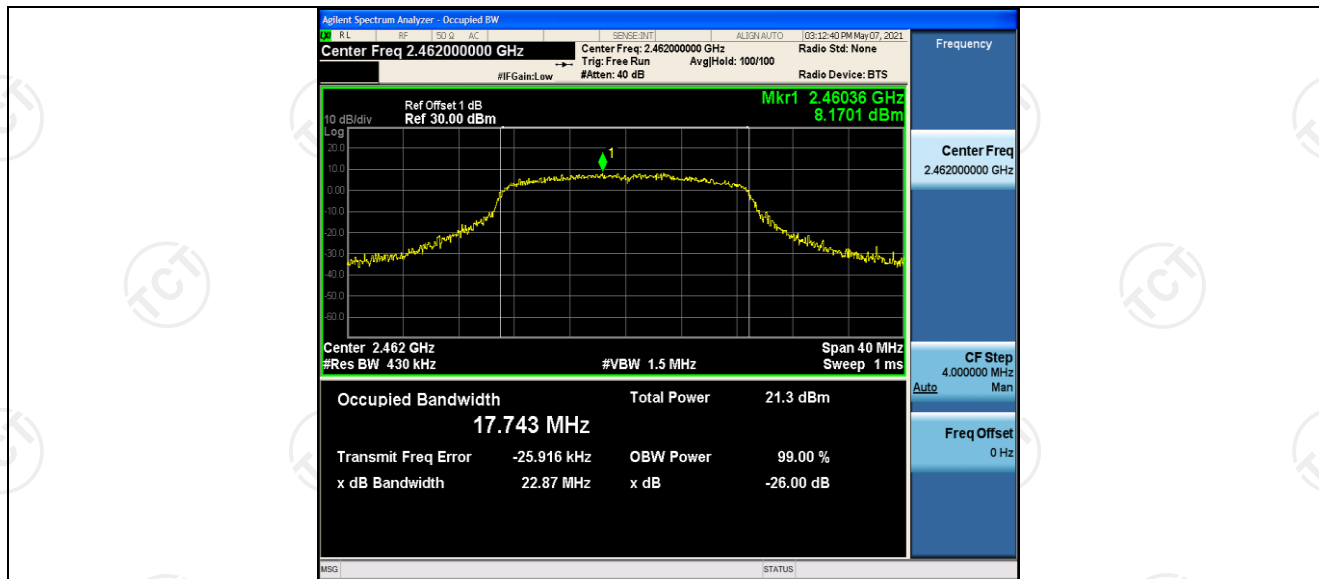 Agilent Spectrum Analyzer - Occupied BW
RL RF 50 Ω AC SENSE:INT ALIGN AUTO 03:12:40 PM May 07, 2021
Center Freq 2.462000000 GHz
Center Freq: 2.462000000 GHz Radio Std: None
Trig: Free Run Avg|Hold: 100/100
#IFGain:Low #Atten: 40 dB Radio Device: BTS
Frequency
Mkr1 2.46036 GHz
8.1701 dBm
Ref Offset 1 dB
10 dB/div Ref 30.00 dBm
Log
20.0
10.0
0.00
-10.0
-20.0
-30.0
-40.0
-50.0
-60.0
1
Center 2.462 GHz Span 40 MHz
#Res BW 430 kHz #VBW 1.5 MHz Sweep 1 ms
Occupied Bandwidth Total Power 21.3 dBm
17.743 MHz
Transmit Freq Error -25.916 kHz OBW Power 99.00 %
x dB Bandwidth 22.87 MHz x dB -26.00 dB
Center Freq
2.462000000 GHz
CF Step
4.000000 MHz
Auto Man
Freq Offset
0 Hz
MSG STATUS
TCT
TCT